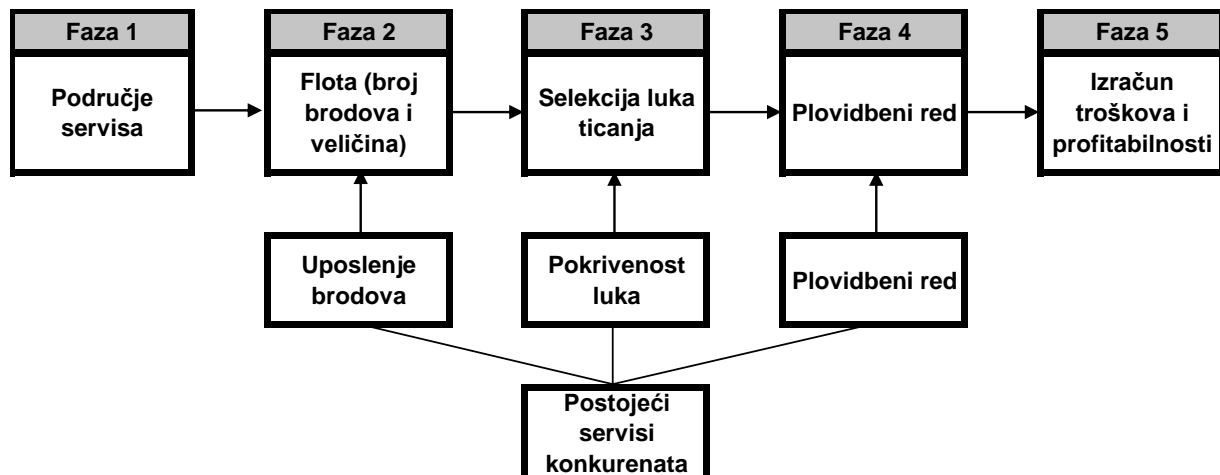 Faza 1
Područje
servisa
Faza 2
Flota (broj
brodova i
veličina)
Faza 3
Selekcija luka
ticanja
Faza 4
Plovidbeni red
Faza 5
Izračun
troškova i
profitabilnosti
Uposlenje
brodova
Pokrivenost
luka
Plovidbeni red
Postojeći
servisi
konkurenata